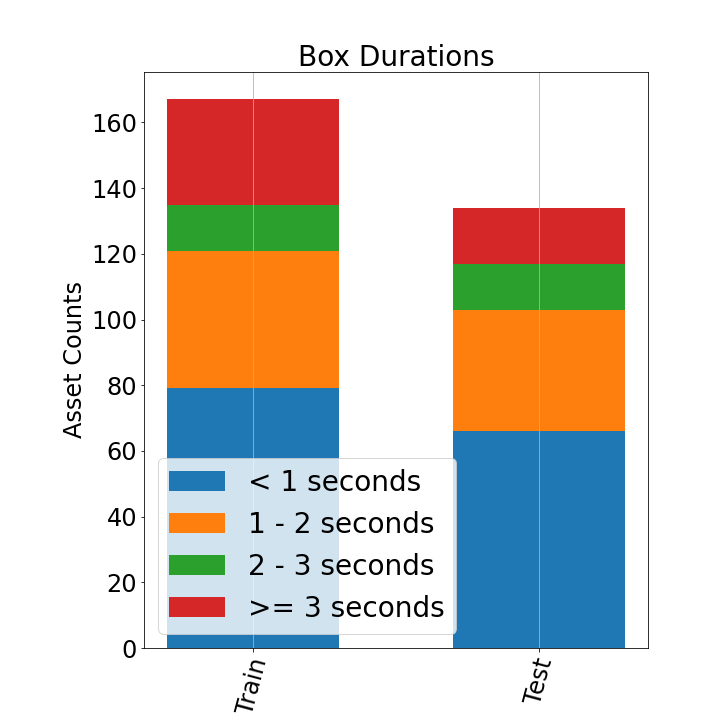 Box Durations
Asset Counts
160
140
120
100
80
60
40
20
0
< 1 seconds
1 - 2 seconds
2 - 3 seconds
>= 3 seconds
Train
Test